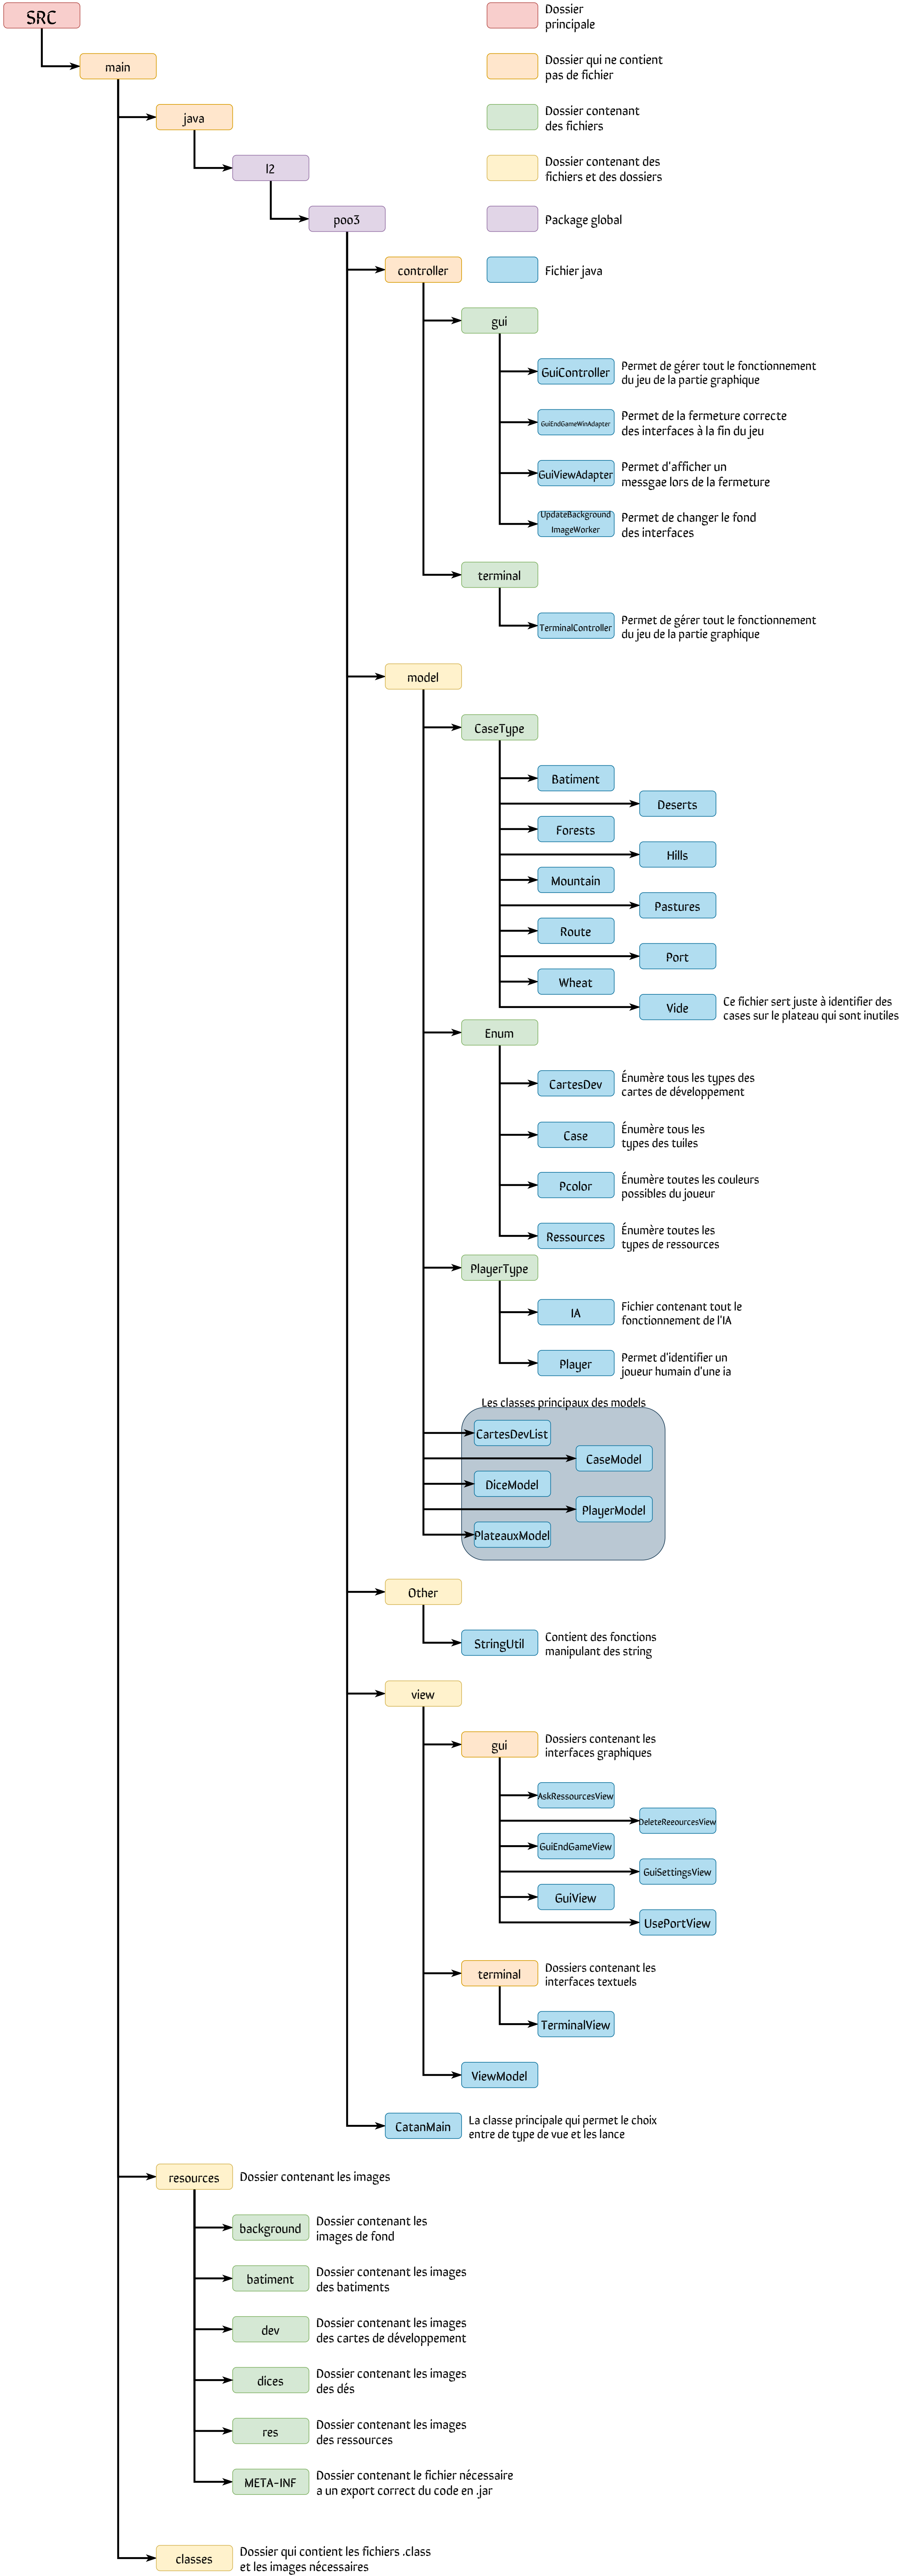 SRC
Dossier
principale
main
Dossier qui ne contient
pas de fichier
java
Dossier contenant
des fichiers
l2
Dossier contenant des
fichiers et des dossiers
poo3
Package global
controller
Fichier java
gui
GuiController
Permet de gérer tout le fonctionnement
du jeu de la partie graphique
GuiEndGameWinAdapter
Permet de la fermeture correcte
des interfaces à la fin du jeu
GuiViewAdapter
Permet d'afficher un
messgae lors de la fermeture
UpdateBackground
ImageWorker
Permet de changer le fond
des interfaces
terminal
TerminalController
Permet de gérer tout le fonctionnement
du jeu de la partie graphique
model
CaseType
Batiment
Deserts
Forests
Hills
Mountain
Pastures
Route
Port
Wheat
Vide
Ce fichier sert juste à identifier des
cases sur le plateau qui sont inutiles
Enum
CartesDev
Énumère tous les types des
cartes de développement
Case
Énumère tous les
types des tuiles
Pcolor
Énumère toutes les couleurs
possibles du joueur
Ressources
Énumère toutes les
types de ressources
PlayerType
IA
Fichier contenant tout le
fonctionnement de l'IA
Player
Permet d'identifier un
joueur humain d'une ia
Les classes principaux des models
CartesDevList
CaseModel
DiceModel
PlayerModel
PlateauxModel
Other
StringUtil
Contient des fonctions
manipulant des string
view
gui
Dossiers contenant les
interfaces graphiques
AskRessourcesView
DeleteReeourcesView
GuiEndGameView
GuiSettingsView
GuiView
UsePortView
terminal
Dossiers contenant les
interfaces textuels
TerminalView
ViewModel
CatanMain
La classe principale qui permet le choix
entre de type de vue et les lance
resources
Dossier contenant les images
background
Dossier contenant les
images de fond
batiment
Dossier contenant les images
des batiments
dev
Dossier contenant les images
des cartes de développement
dices
Dossier contenant les images
des dés
res
Dossier contenant les images
des ressources
META-INF
Dossier contenant le fichier nécessaire
a un export correct du code en .jar
classes
Dossier qui contient les fichiers .class
et les images nécessaires